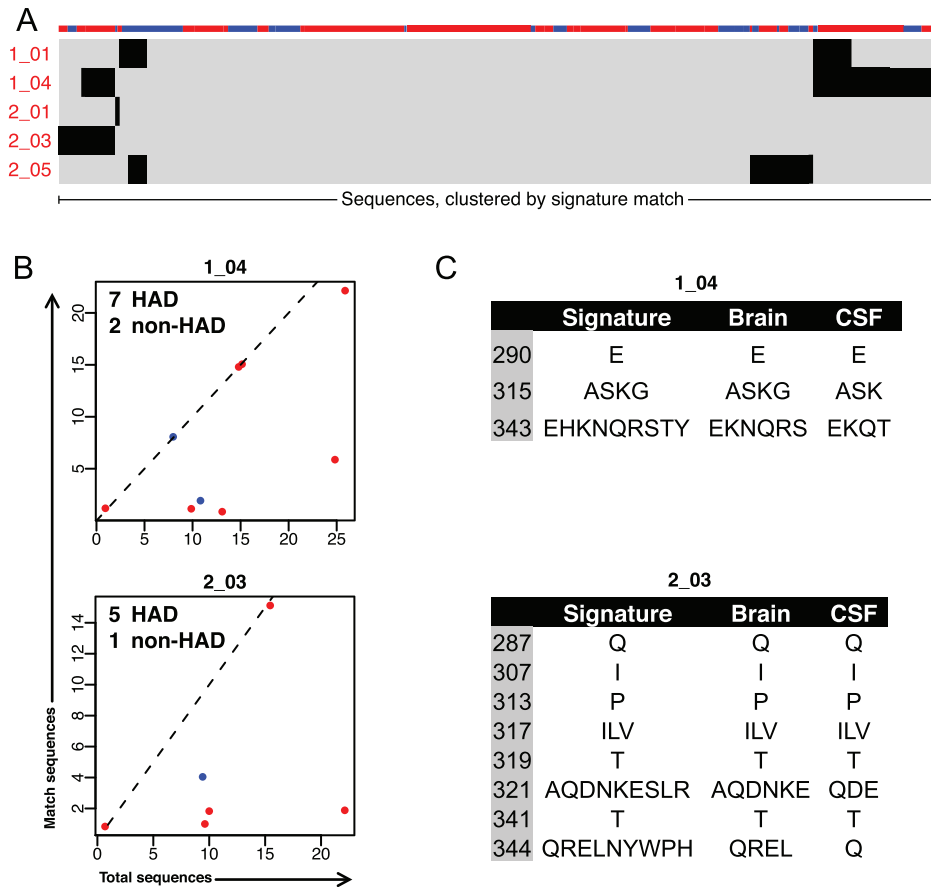 A
1_01
1_04
2_01
2_03
2_05
Sequences, clustered by signature match
B
1_04
7 HAD
2 non-HAD
20
15
10
5
0 5 10 15 20 25
2_03
5 HAD
1 non-HAD
14
12
10
8
6
4
2
0 5 10 15 20
Match sequences
Total sequences
C
1_04
Signature Brain CSF
290 E E E
315 ASKG ASKG ASK
343 EHKNQRSTY EKNQRS EKQT
2_03
Signature Brain CSF
287 Q Q Q
307 I I I
313 P P P
317 ILV ILV ILV
319 T T T
321 AQDNKESLR AQDNKE QDE
341 T T T
344 QRELNYWPH QREL Q